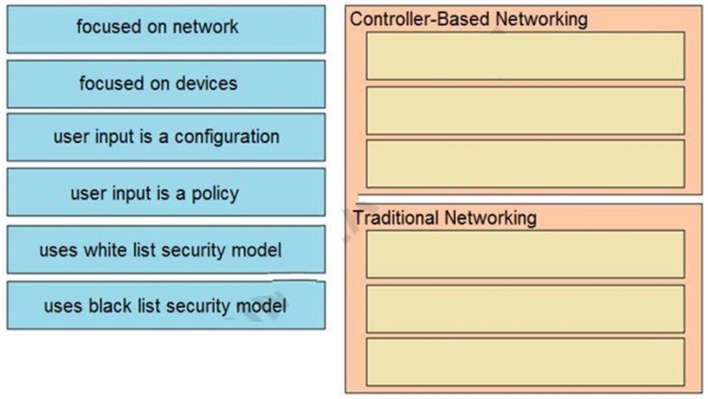 focused on network
focused on devices
user input is a configuration
user input is a policy
uses white list security model
uses black list security model
Controller-Based Networking
Traditional Networking